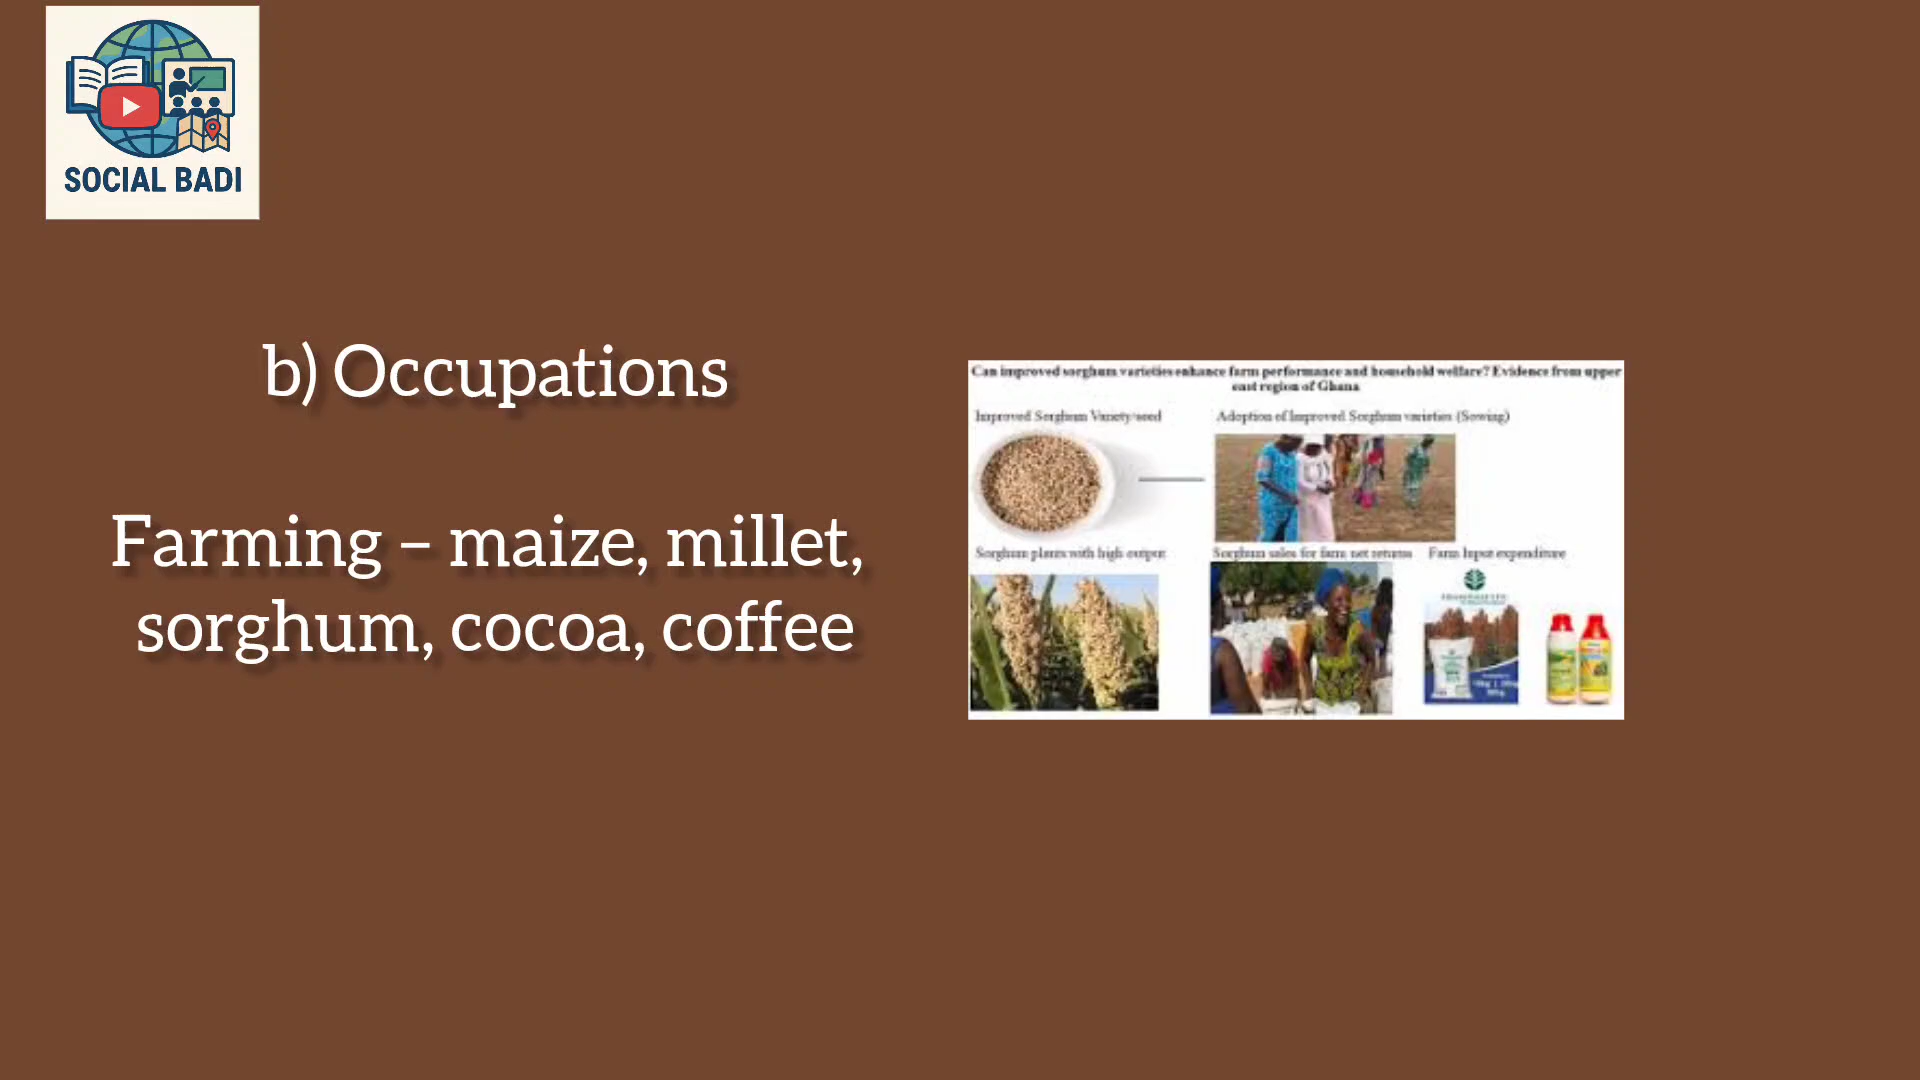 SOCIAL BADI
b) Occupations
Farming – maize, millet,
sorghum, cocoa, coffee
Can improved sorghum varieties enhance farm performance and household welfare? Evidence from upper
east region of Ghana
Improved Sorghum Variety/seed
Adoption of Improved Sorghum varieties (Sowing)
Sorghum plants with high output
Sorghum sales for farm net returns
Farm Input expenditure